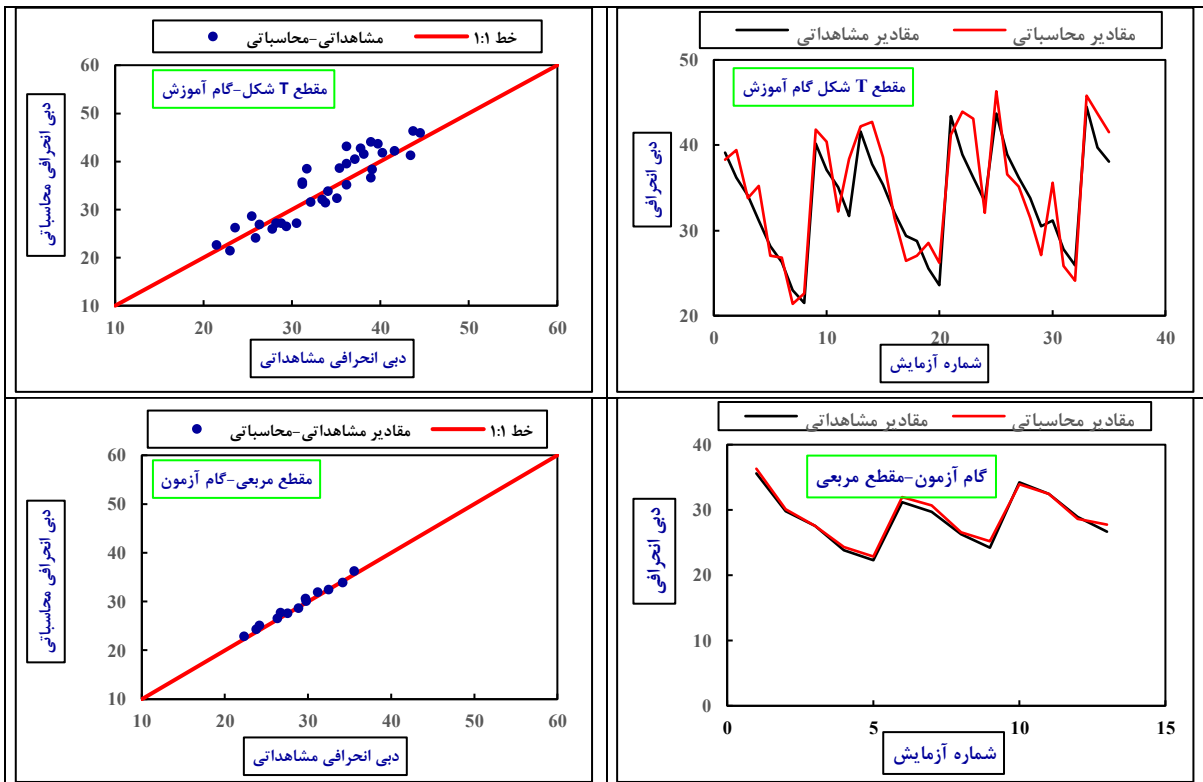 مشاهداتی-محاسباتی
خط ۱:۱
مقطع T شکل-گام آموزش
دبی انحرافی محاسباتی
60
50
40
30
20
10
10 20 30 40 50 60
دبی انحرافی مشاهداتی
مقادیر مشاهداتی
مقادیر محاسباتی
مقطع T شکل گام آموزش
دبی انحرافی
50
40
30
20
0 10 20 30 40
شماره آزمایش
مقادیر مشاهداتی-محاسباتی
خط ۱:۱
مقطع مربعی-گام آزمون
دبی انحرافی محاسباتی
60
50
40
30
20
10
10 20 30 40 50 60
دبی انحرافی مشاهداتی
مقادیر مشاهداتی
مقادیر محاسباتی
گام آزمون-مقطع مربعی
دبی انحرافی
40
30
20
10
0
0 5 10 15
شماره آزمایش